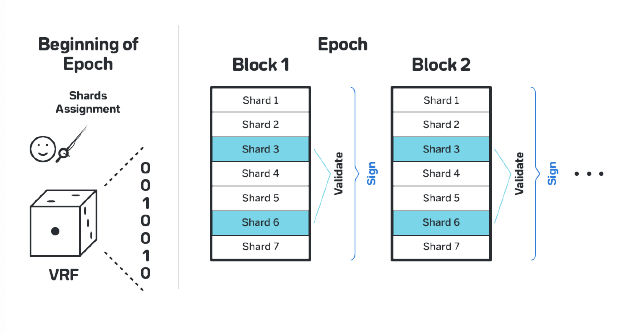 Beginning of
Epoch
Shards
Assignment
0
0
1
0
0
1
0
VRF
Epoch
Block 1
Shard 1
Shard 2
Shard 3
Shard 4
Shard 5
Shard 6
Shard 7
Validate
Sign
Block 2
Shard 1
Shard 2
Shard 3
Shard 4
Shard 5
Shard 6
Shard 7
Validate
Sign
• • •